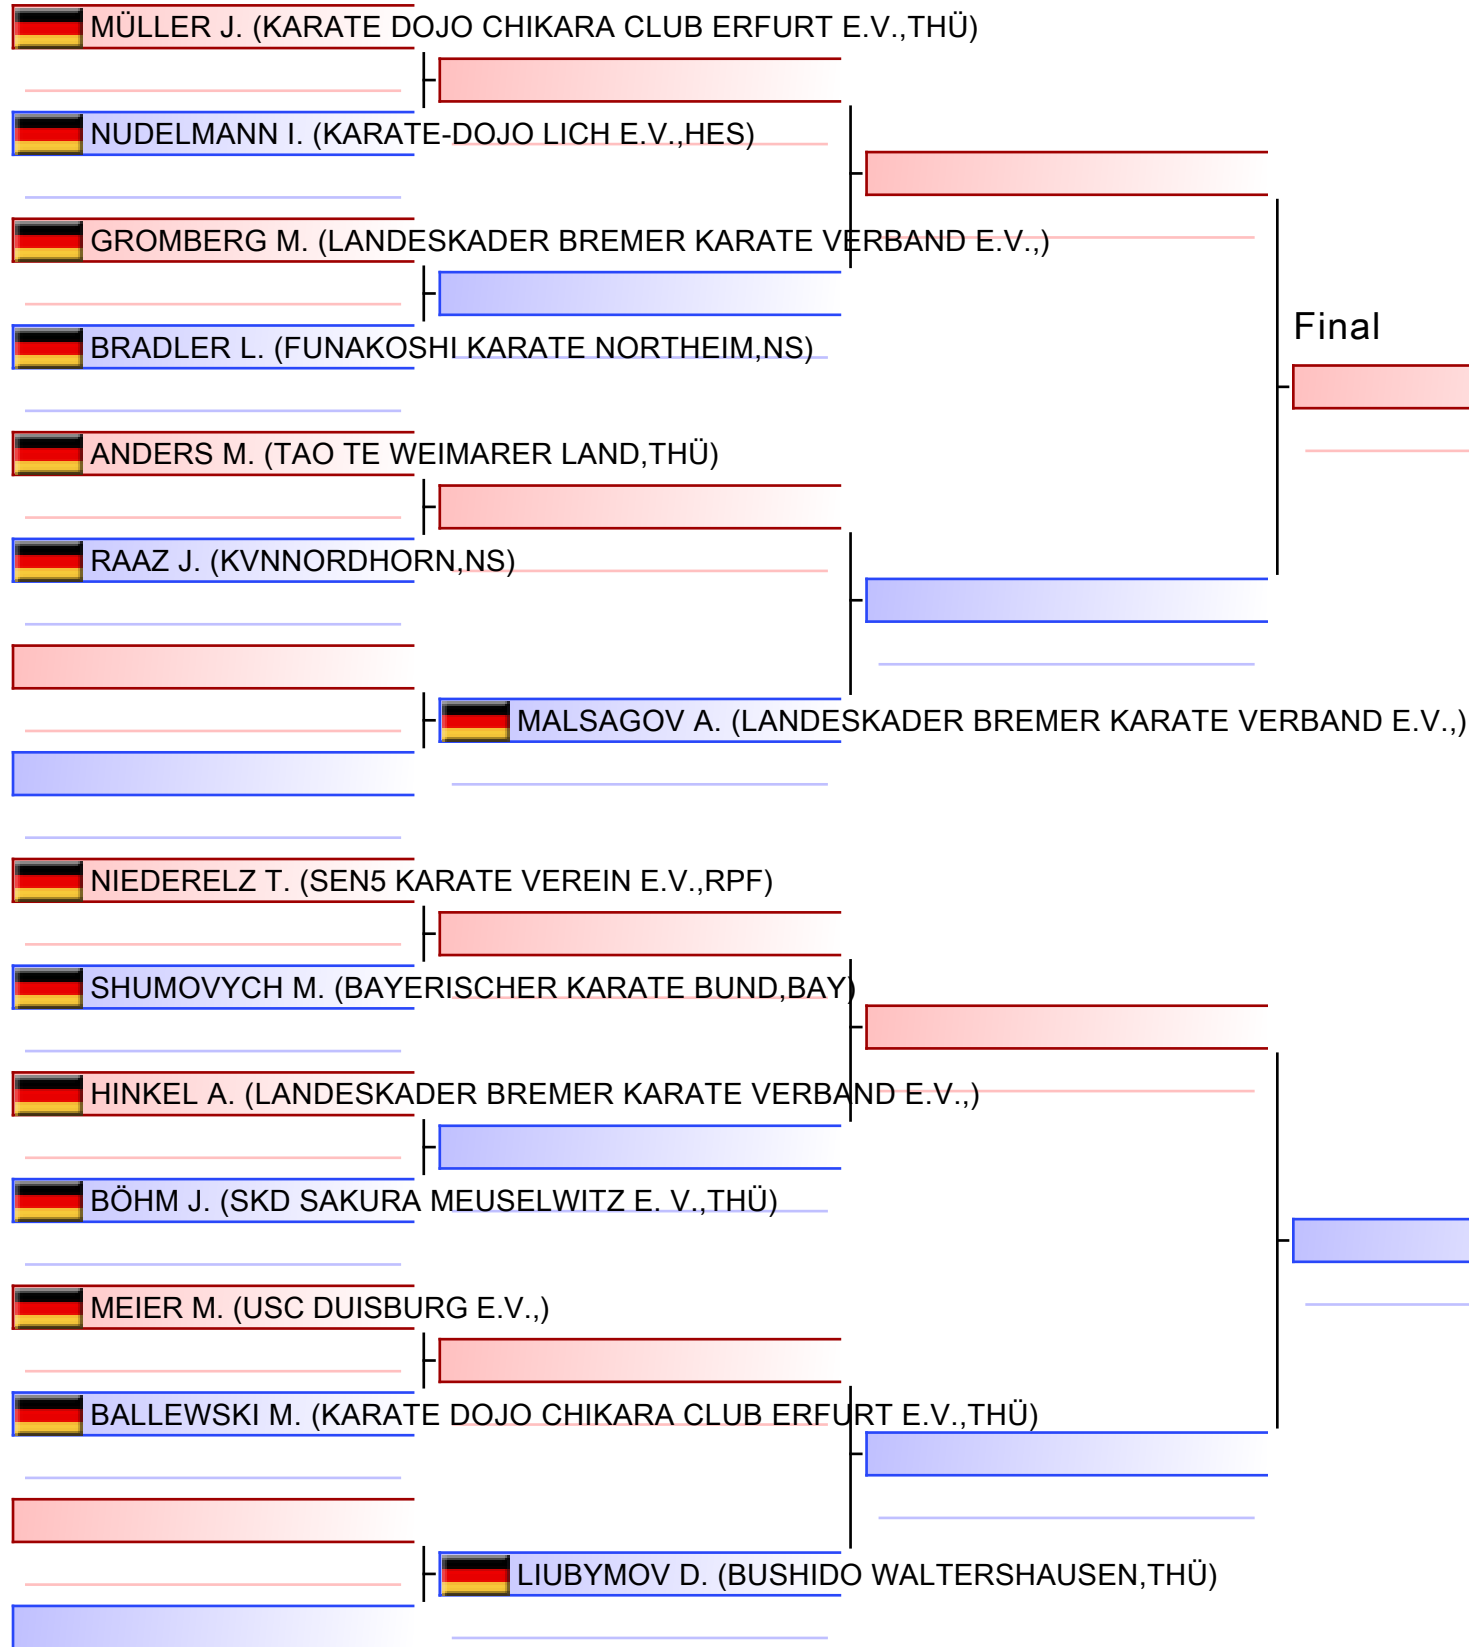 MÜLLER J. (KARATE DOJO CHIKARA CLUB ERFURT E.V.,THÜ)
NUDELMANN I. (KARATE-DOJO LICH E.V.,HES)
GROMBERG M. (LANDESKADER BREMER KARATE VERBAND E.V.,)
Final
BRADLER L. (FUNAKOSHI KARATE NORTHEIM,NS)
ANDERS M. (TAO TE WEIMARER LAND,THÜ)
RAAZ J. (KVNNORDHORN,NS)
MALSAGOV A. (LANDESKADER BREMER KARATE VERBAND E.V.,)
NIEDERELZ T. (SEN5 KARATE VEREIN E.V.,RPF)
SHUMOVYCH M. (BAYERISCHER KARATE BUND,BAY)
HINKEL A. (LANDESKADER BREMER KARATE VERBAND E.V.,)
BÖHM J. (SKD SAKURA MEUSELWITZ E. V.,THÜ)
MEIER M. (USC DUISBURG E.V.,)
BALLEWSKI M. (KARATE DOJO CHIKARA CLUB ERFURT E.V.,THÜ)
LIUBYMOV D. (BUSHIDO WALTERSHAUSEN,THÜ)